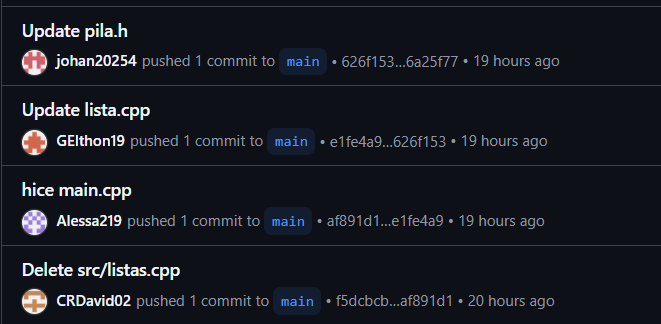 Update pila.h
johan20254 pushed 1 commit to main • 626f153...6a25f77 • 19 hours ago
Update lista.cpp
GElthon19 pushed 1 commit to main • e1fe4a9...626f153 • 19 hours ago
hice main.cpp
Alessa219 pushed 1 commit to main • af891d1...e1fe4a9 • 19 hours ago
Delete src/listas.cpp
CRDavid02 pushed 1 commit to main • f5dcbcb...af891d1 • 20 hours ago